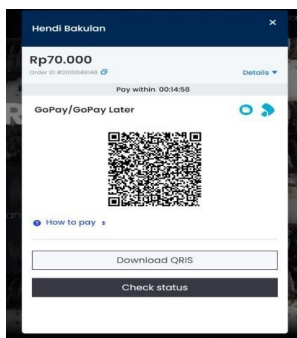 Hendi Bakulan
×
Rp70.000
Details
Pay within 00:14:58
GoPay/GoPay Later
How to pay
Download QRIS
Check status